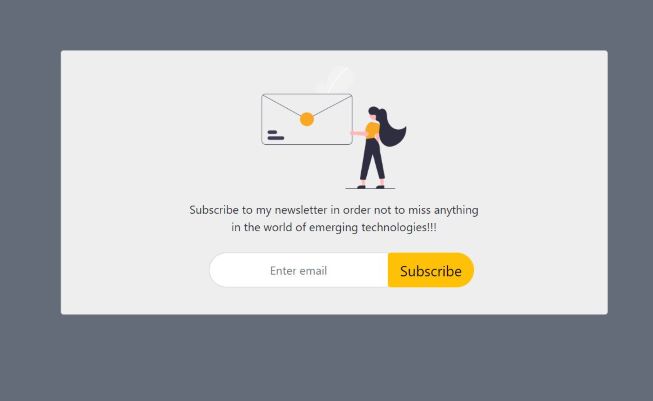 Subscribe to my newsletter in order not to miss anything
in the world of emerging technologies!!!
Enter email
Subscribe